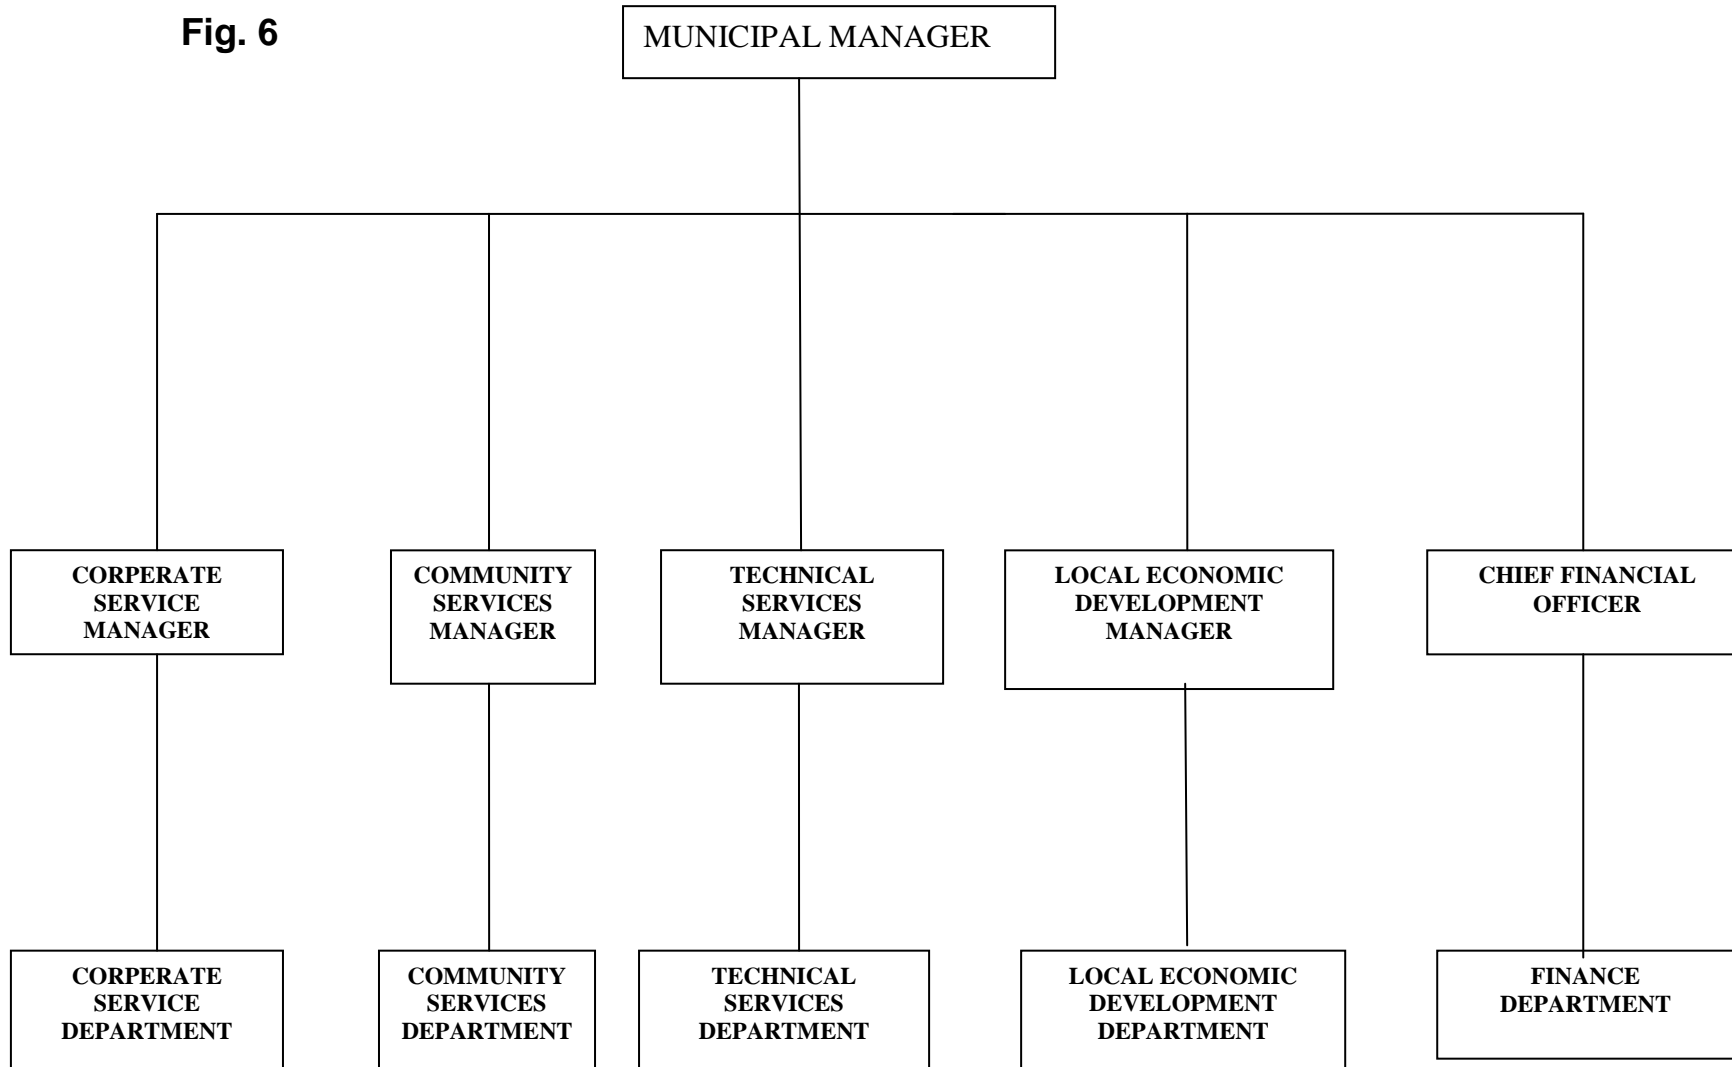 Fig. 6
MUNICIPAL MANAGER
CORPERATE
SERVICE
MANAGER
COMMUNITY
SERVICES
MANAGER
TECHNICAL
SERVICES
MANAGER
LOCAL ECONOMIC
DEVELOPMENT
MANAGER
CHIEF FINANCIAL
OFFICER
CORPERATE
SERVICE
DEPARTMENT
COMMUNITY
SERVICES
DEPARTMENT
TECHNICAL
SERVICES
DEPARTMENT
LOCAL ECONOMIC
DEVELOPMENT
DEPARTMENT
FINANCE
DEPARTMENT